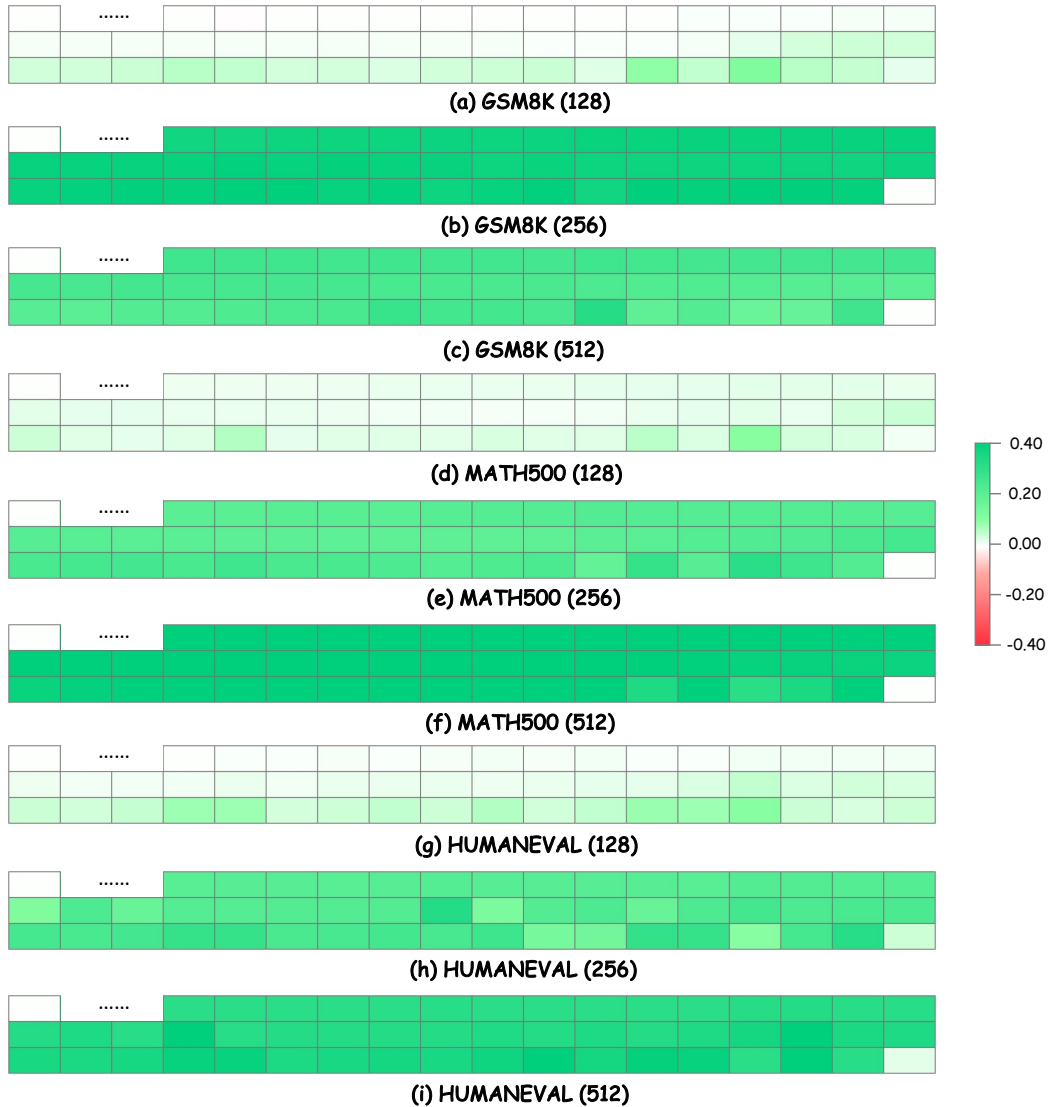 ......
(a) GSM8K (128)
......
(b) GSM8K (256)
......
(c) GSM8K (512)
......
(d) MATH500 (128)
0.40
0.20
......
(e) MATH500 (256)
0.00
-0.20
-0.40
......
(f) MATH500 (512)
......
(g) HUMANEVAL (128)
......
(h) HUMANEVAL (256)
......
(i) HUMANEVAL (512)